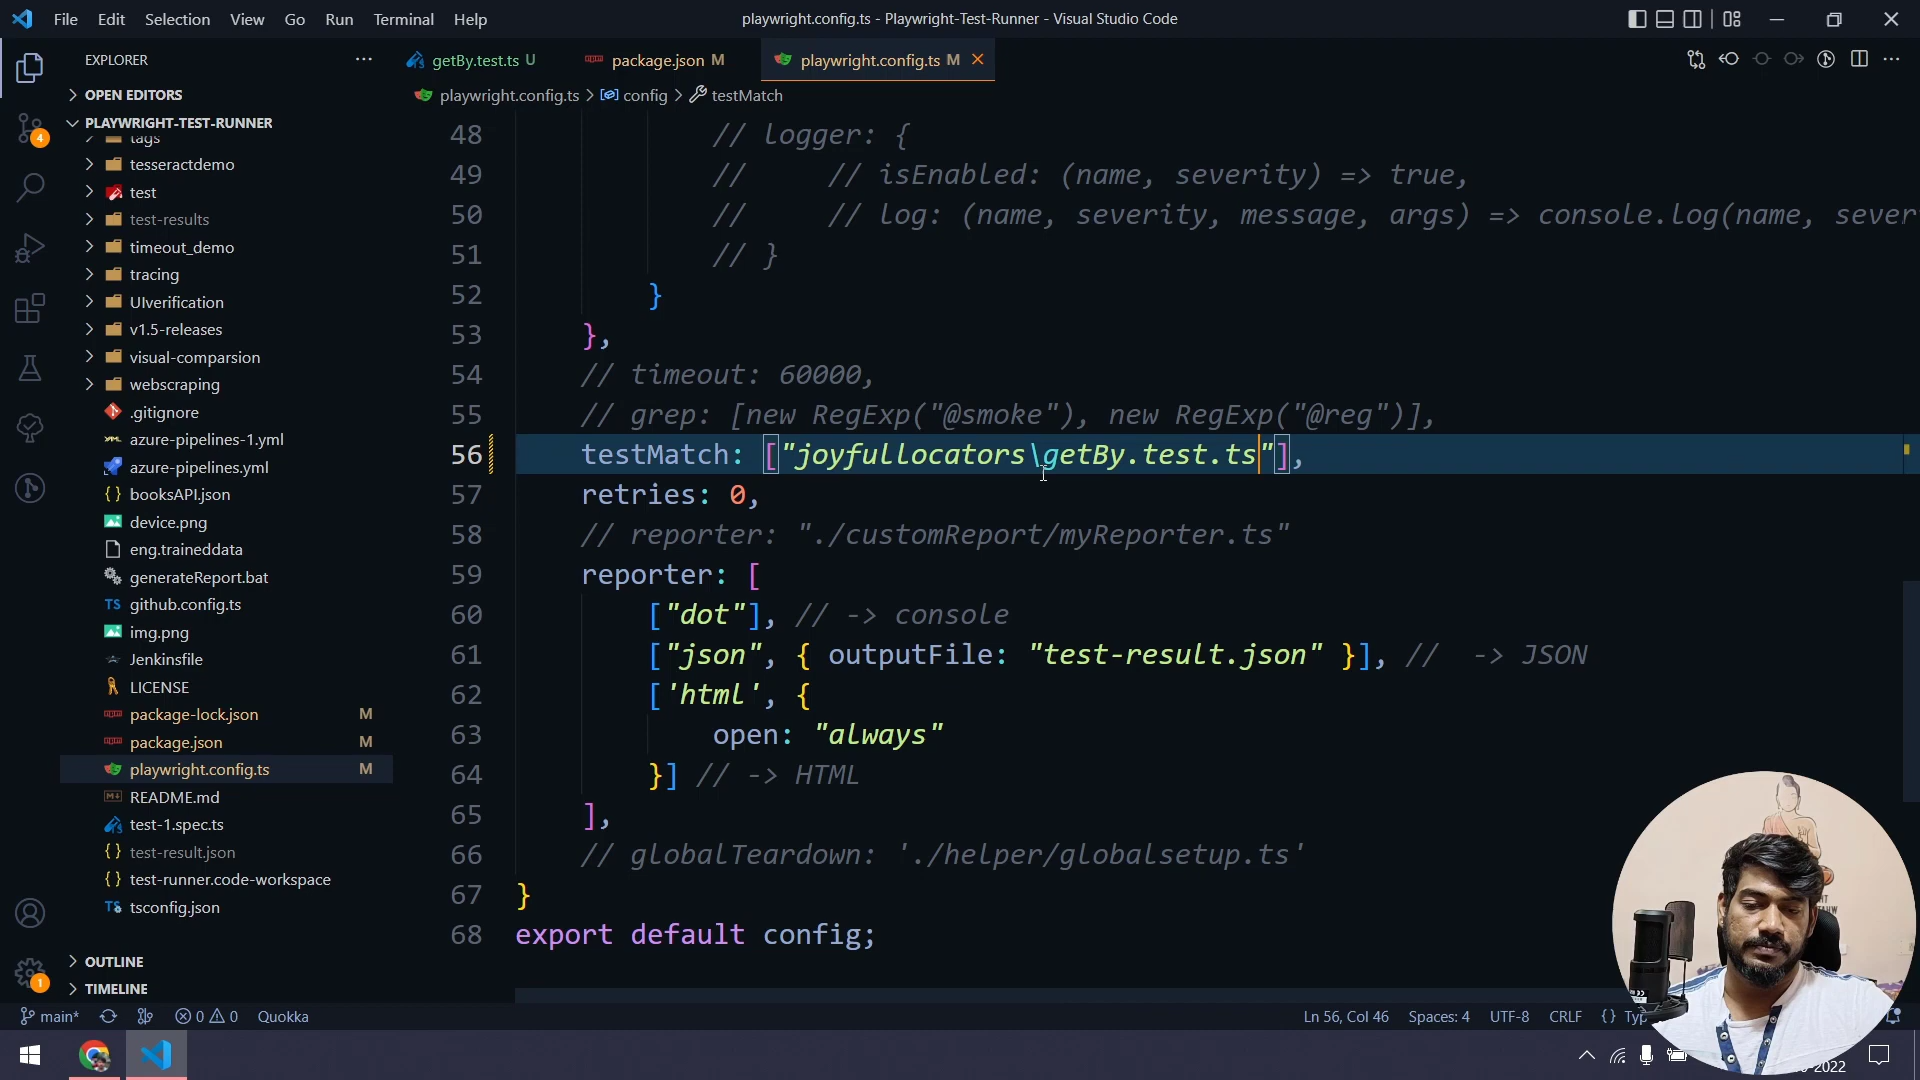 File Edit Selection View Go Run Terminal Help
playwright.config.ts - Playwright-Test-Runner - Visual Studio Code
EXPLORER
getBy.test.ts U
package.json M
playwright.config.ts M
playwright.config.ts > config > testMatch
OPEN EDITORS
PLAYWRIGHT-TEST-RUNNER
tags
tesseractdemo
test
test-results
timeout_demo
tracing
UIverification
v1.5-releases
visual-comparsion
webscraping
.gitignore
azure-pipelines-1.yml
azure-pipelines.yml
booksAPI.json
device.png
eng.traineddata
generateReport.bat
TS github.config.ts
img.png
Jenkinsfile
LICENSE
package-lock.json M
package.json M
playwright.config.ts M
README.md
test-1.spec.ts
{} test-result.json
{} test-runner.code-workspace
TS tsconfig.json
OUTLINE
TIMELINE
4
1
48 // logger: {
49 // // isEnabled: (name, severity) => true,
50 // // log: (name, severity, message, args) => console.log(name, sever
51 // }
52 }
53 },
54 // timeout: 60000,
55 // grep: [new RegExp("@smoke"), new RegExp("@reg")],
56 testMatch: ["joyfullocators\getBy.test.ts"],
57 retries: 0,
58 // reporter: "./customReport/myReporter.ts"
59 reporter: [
60 ["dot"], // -> console
61 ["json", { outputFile: "test-result.json" }], //  -> JSON
62 ['html', {
63 open: "always"
64 }] // -> HTML
65 ],
66 // globalTeardown: './helper/globalsetup.ts'
67 }
68 export default config;
main* 0 0 Quokka
Ln 56, Col 46 Spaces: 4 UTF-8 CRLF {} Typ
-2022